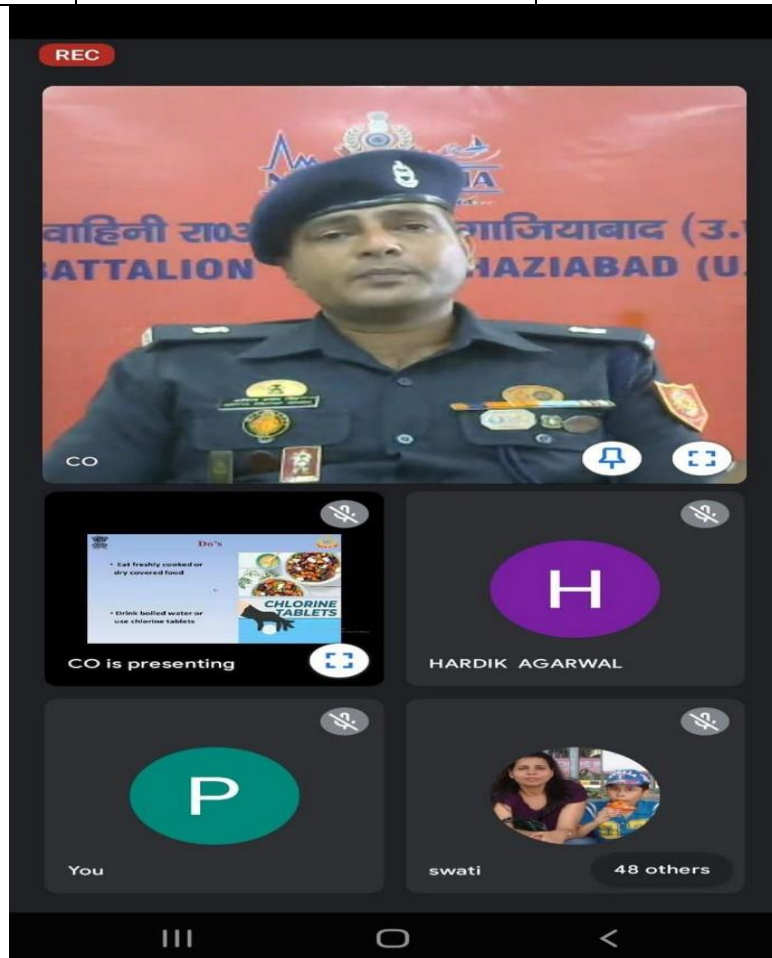 REC
वाहिनी रा०
गाजियाबाद (उ.
BATTALION
HAZIABAD (U.
CO
Do's
• Eat freshly cooked or
dry covered food
• Drink boiled water or
use chlorine tablets
CHLORINE
TABLETS
CO is presenting
H
HARDIK AGARWAL
P
You
swati
48 others